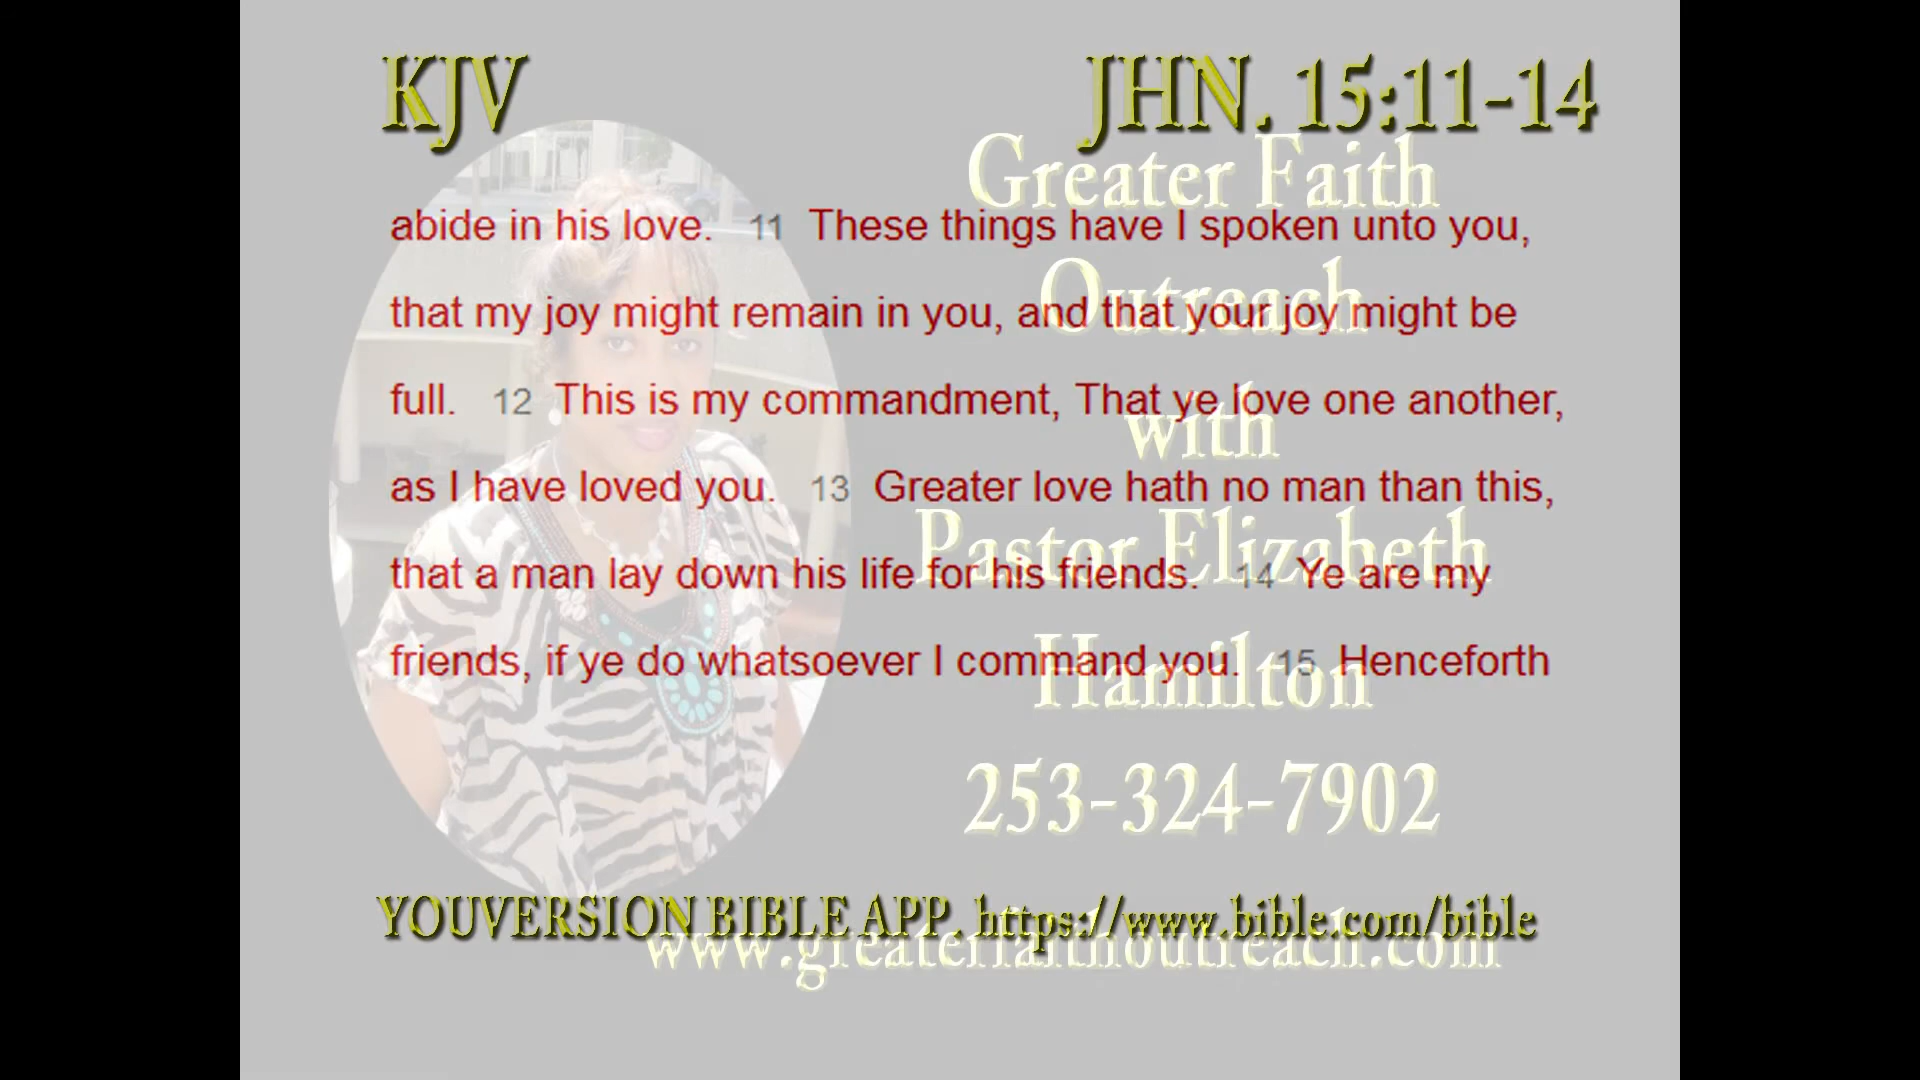 KJV
JHN. 15:11-14
Greater Faith
abide in his love. 11 These things have I spoken unto you,
Outreach
that my joy might remain in you, and that your joy might be
full. 12 This is my commandment, That ye love one another,
with
as I have loved you. 13 Greater love hath no man than this,
Pastor Elizabeth
that a man lay down his life for his friends. 14 Ye are my
Hamilton
friends, if ye do whatsoever I command you. 15 Henceforth
253-324-7902
YOUVERSION BIBLE APP. https://www.bible.com/bible
www.greaterfaithoutreach.com